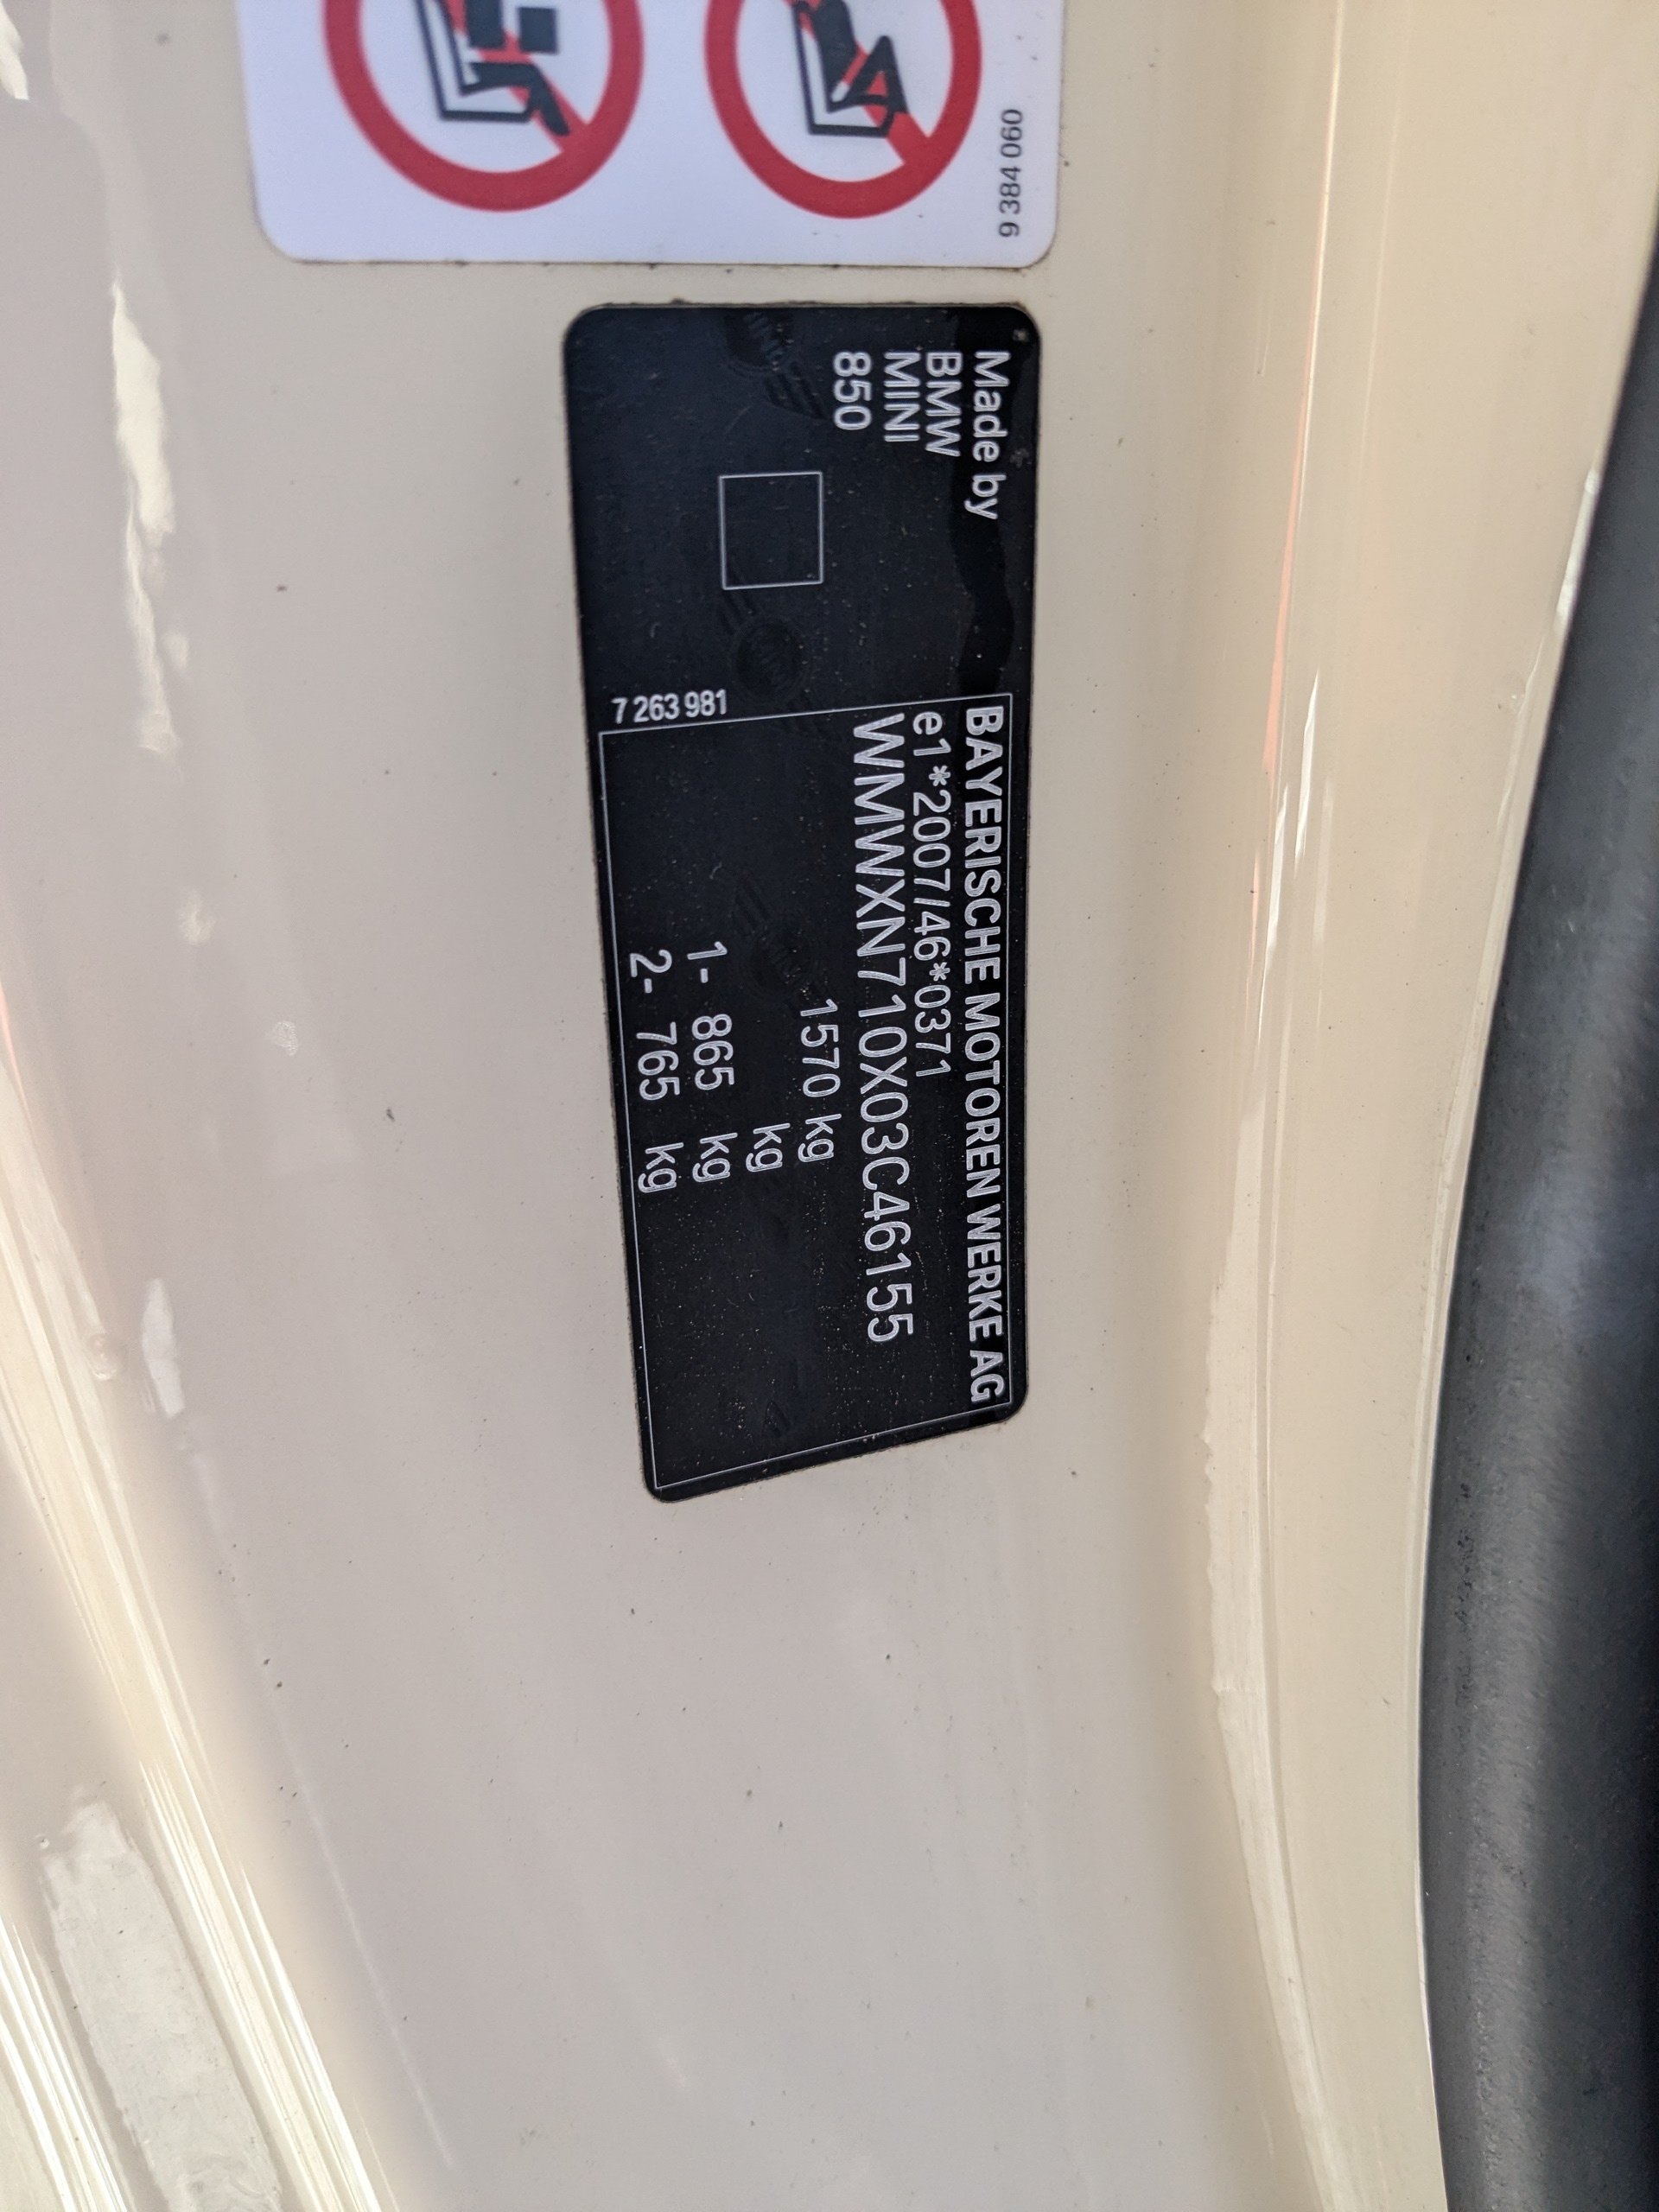 9 384 060
Made by
BMW
MINI
850
7 263 981
BAYERISCHE MOTOREN WERKE AG
e1*2007/46*0371
WMWXN710X03C46155
1570 kg
kg
1- 865 kg
2- 765 kg